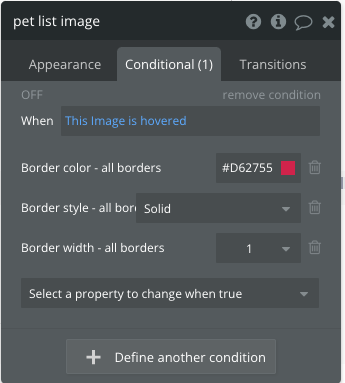 pet list image
Appearance Conditional (1) Transitions
OFF remove condition
When This Image is hovered
Border color - all borders #D62755
Border style - all bor Solid
Border width - all borders 1
Select a property to change when true
+ Define another condition